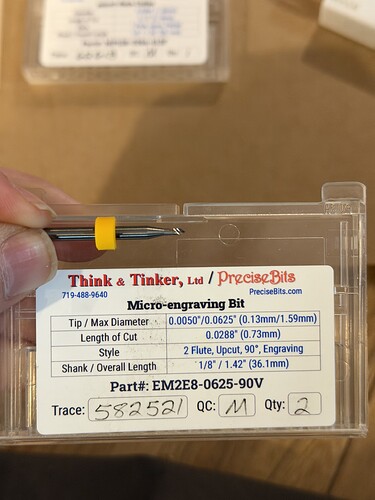 Think & Tinker, Ltd / PreciseBits
719-488-9640 PreciseBits.com
Micro-engraving Bit
Tip / Max Diameter 0.0050"/0.0625" (0.13mm/1.59mm)
Length of Cut 0.0288" (0.73mm)
Style 2 Flute, Upcut, 90°, Engraving
Shank / Overall Length 1/8" / 1.42" (36.1mm)
Part#: EM2E8-0625-90V
Trace: 582521 QC: M Qty: 2